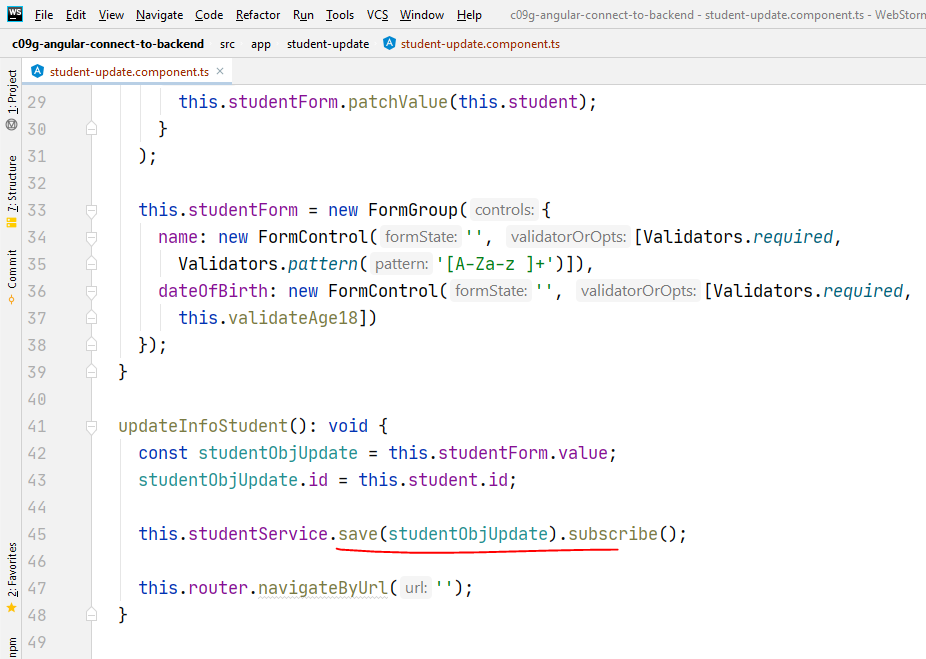 WS File Edit View Navigate Code Refactor Run Tools VCS Window Help c09g-angular-connect-to-backend - student-update.component.ts - WebStorm
c09g-angular-connect-to-backend src app student-update A student-update.component.ts
A student-update.component.ts ×
1: Project
7: Structure
Commit
2: Favorites
npm
29 this.studentForm.patchValue(this.student);
30 }
31 );
32
33 this.studentForm = new FormGroup( controls: {
34 name: new FormControl( formState: '', validatorOrOpts: [Validators.required,
35 Validators.pattern( pattern: '[A-Za-z ]+')]),
36 dateOfBirth: new FormControl( formState: '', validatorOrOpts: [Validators.required,
37 this.validateAge18])
38 });
39 }
40
41 updateInfoStudent(): void {
42 const studentObjUpdate = this.studentForm.value;
43 studentObjUpdate.id = this.student.id;
44
45 this.studentService.save(studentObjUpdate).subscribe();
46
47 this.router.navigateByUrl( url: '');
48 }
49